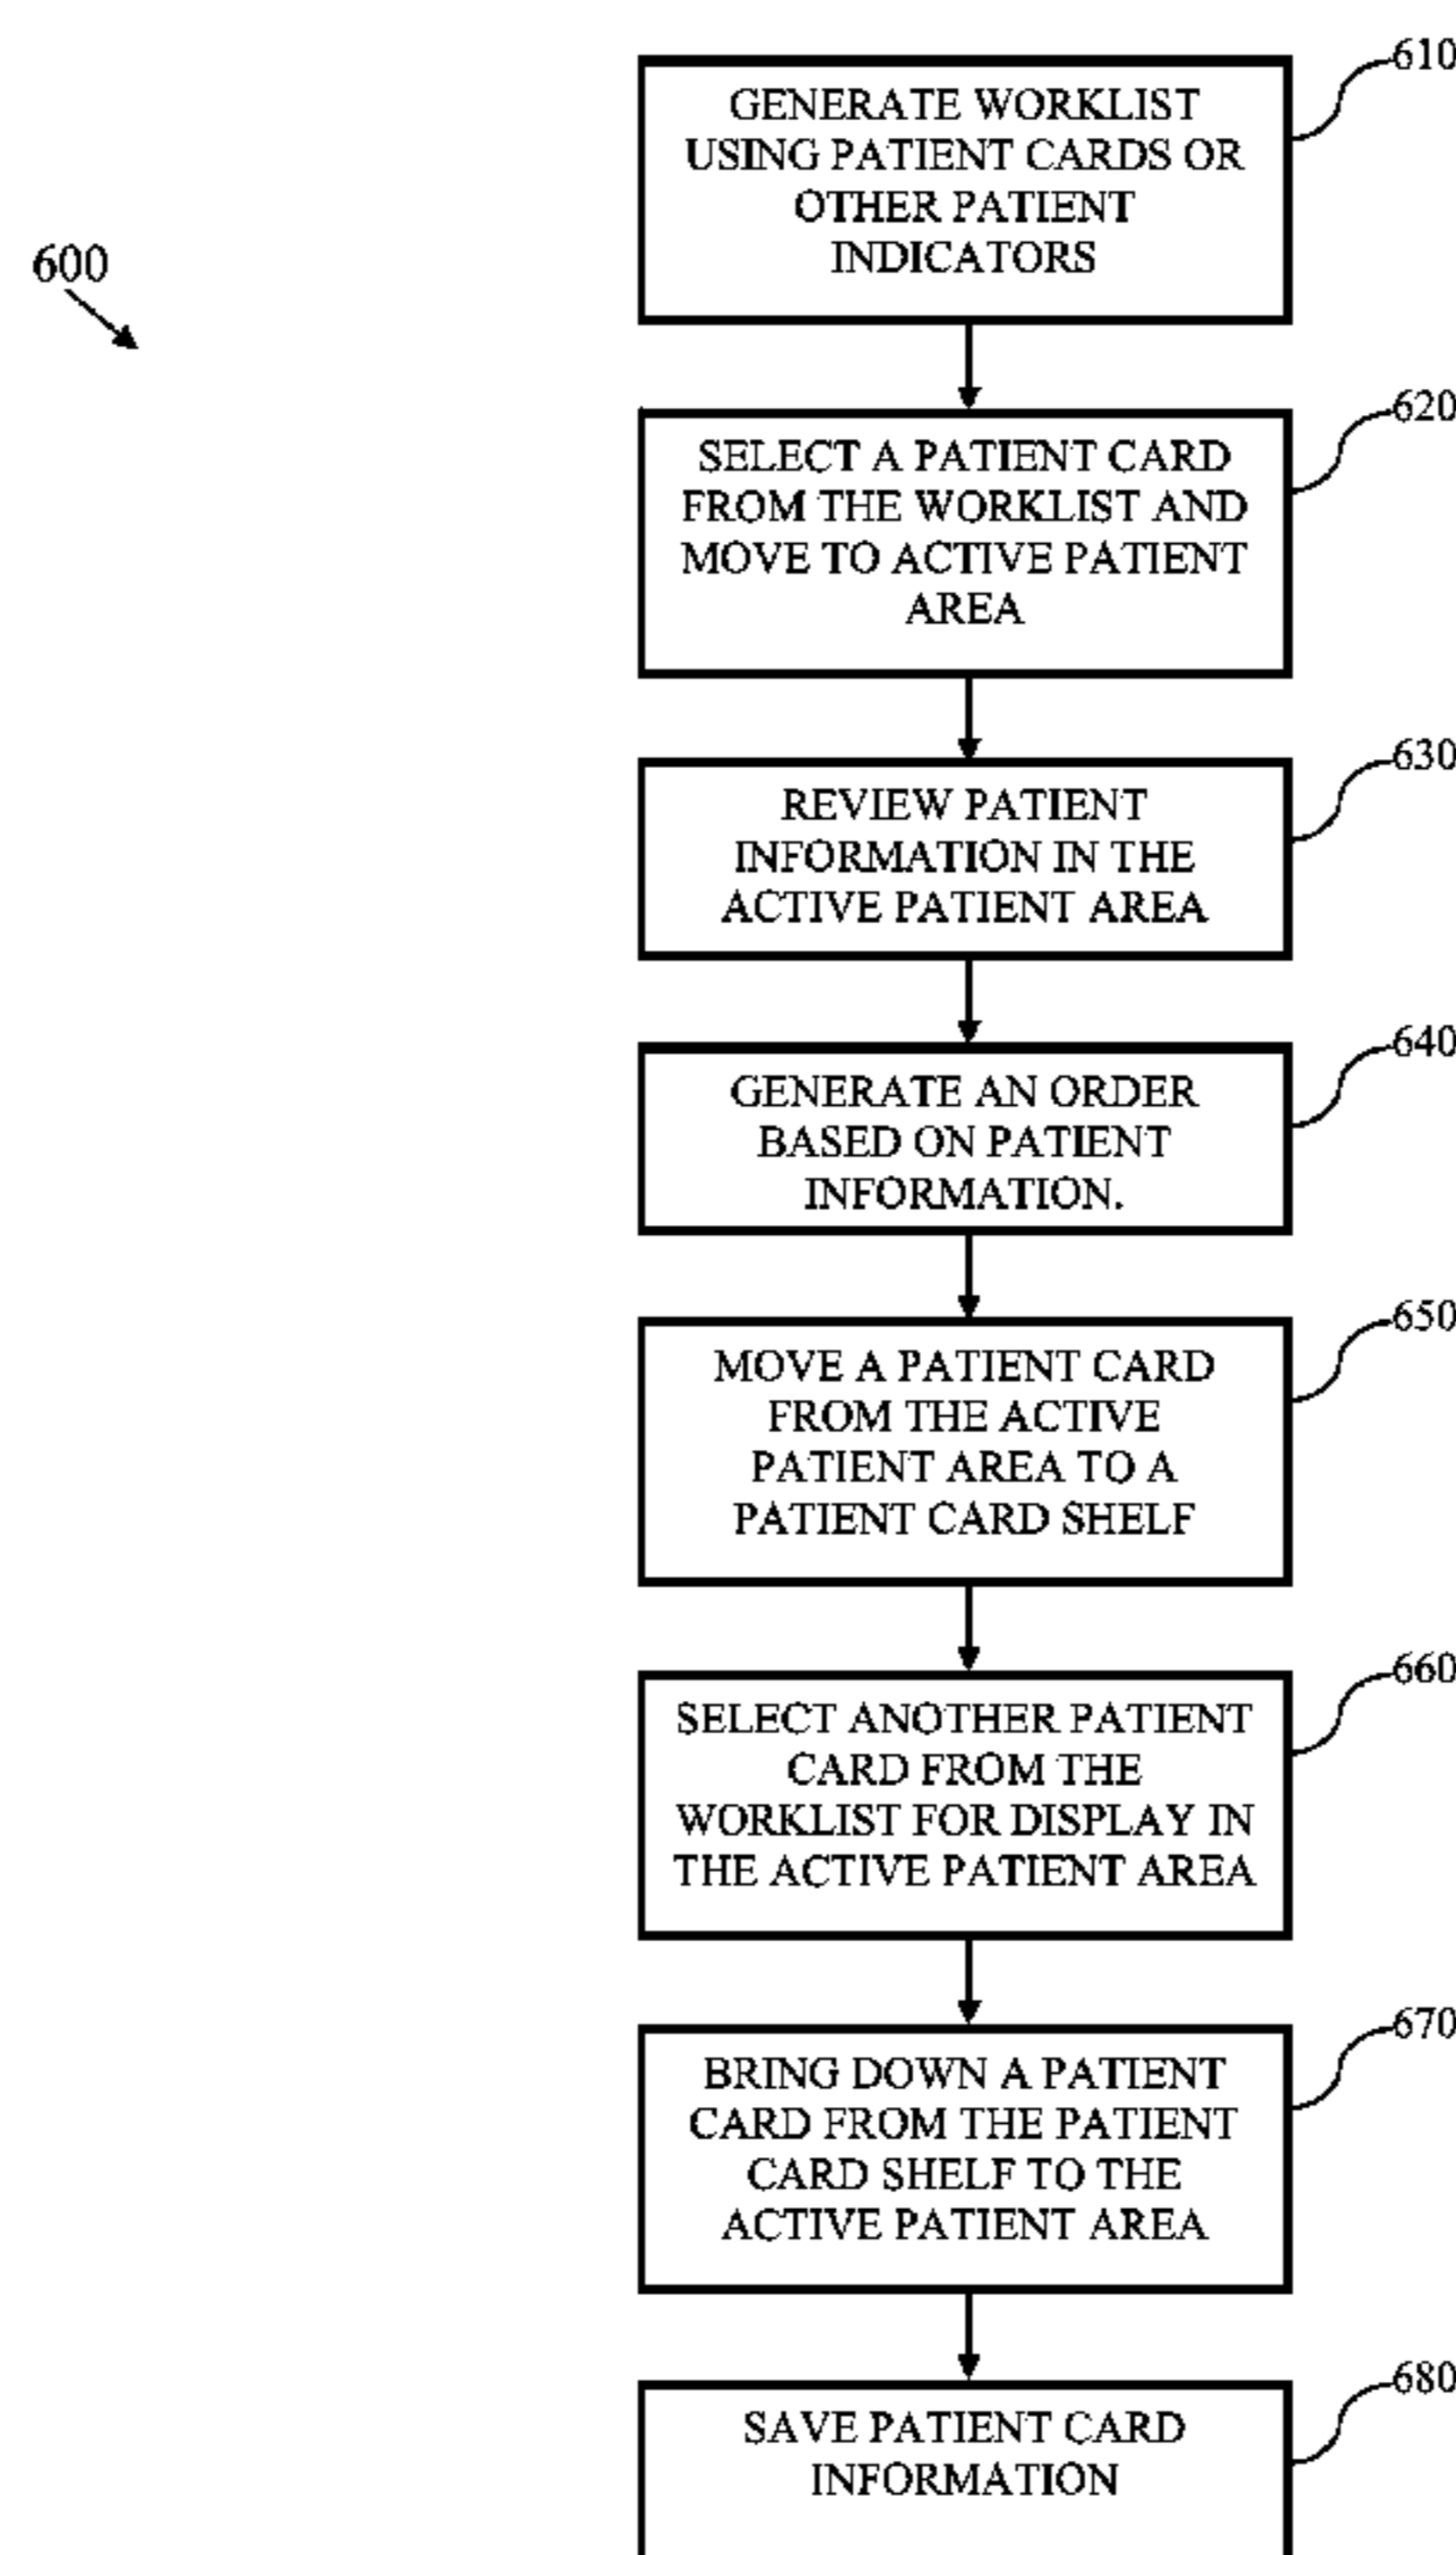 610
GENERATE WORKLIST
USING PATIENT CARDS OR
OTHER PATIENT
INDICATORS
600
620
SELECT A PATIENT CARD
FROM THE WORKLIST AND
MOVE TO ACTIVE PATIENT
AREA
630
REVIEW PATIENT
INFORMATION IN THE
ACTIVE PATIENT AREA
640
GENERATE AN ORDER
BASED ON PATIENT
INFORMATION.
650
MOVE A PATIENT CARD
FROM THE ACTIVE
PATIENT AREA TO A
PATIENT CARD SHELF
660
SELECT ANOTHER PATIENT
CARD FROM THE
WORKLIST FOR DISPLAY IN
THE ACTIVE PATIENT AREA
670
BRING DOWN A PATIENT
CARD FROM THE PATIENT
CARD SHELF TO THE
ACTIVE PATIENT AREA
680
SAVE PATIENT CARD
INFORMATION